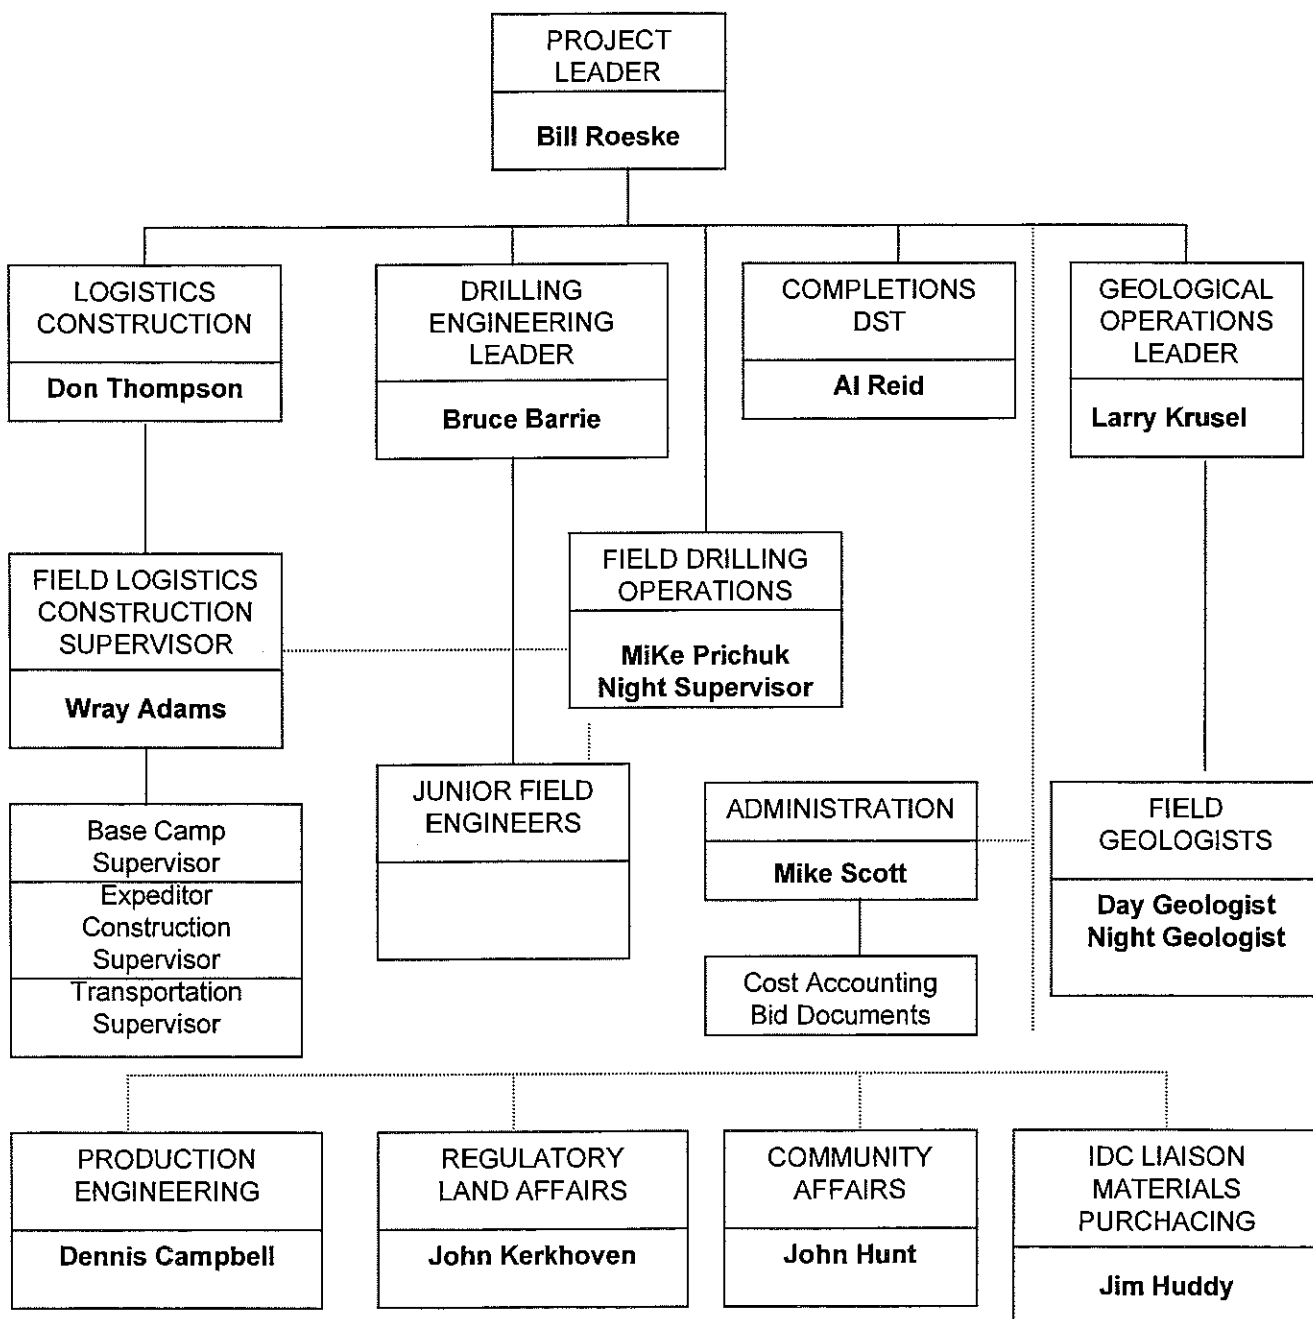 PROJECT
LEADER
Bill Roeske
LOGISTICS
CONSTRUCTION
Don Thompson
DRILLING
ENGINEERING
LEADER
Bruce Barrie
COMPLETIONS
DST
Al Reid
GEOLOGICAL
OPERATIONS
LEADER
Larry Krusel
FIELD LOGISTICS
CONSTRUCTION
SUPERVISOR
Wray Adams
FIELD DRILLING
OPERATIONS
MiKe Prichuk
Night Supervisor
Base Camp
Supervisor
Expeditor
Construction
Supervisor
Transportation
Supervisor
JUNIOR FIELD
ENGINEERS
ADMINISTRATION
Mike Scott
Cost Accounting
Bid Documents
FIELD
GEOLOGISTS
Day Geologist
Night Geologist
PRODUCTION
ENGINEERING
Dennis Campbell
REGULATORY
LAND AFFAIRS
John Kerkhoven
COMMUNITY
AFFAIRS
John Hunt
IDC LIAISON
MATERIALS
PURCHACING
Jim Huddy